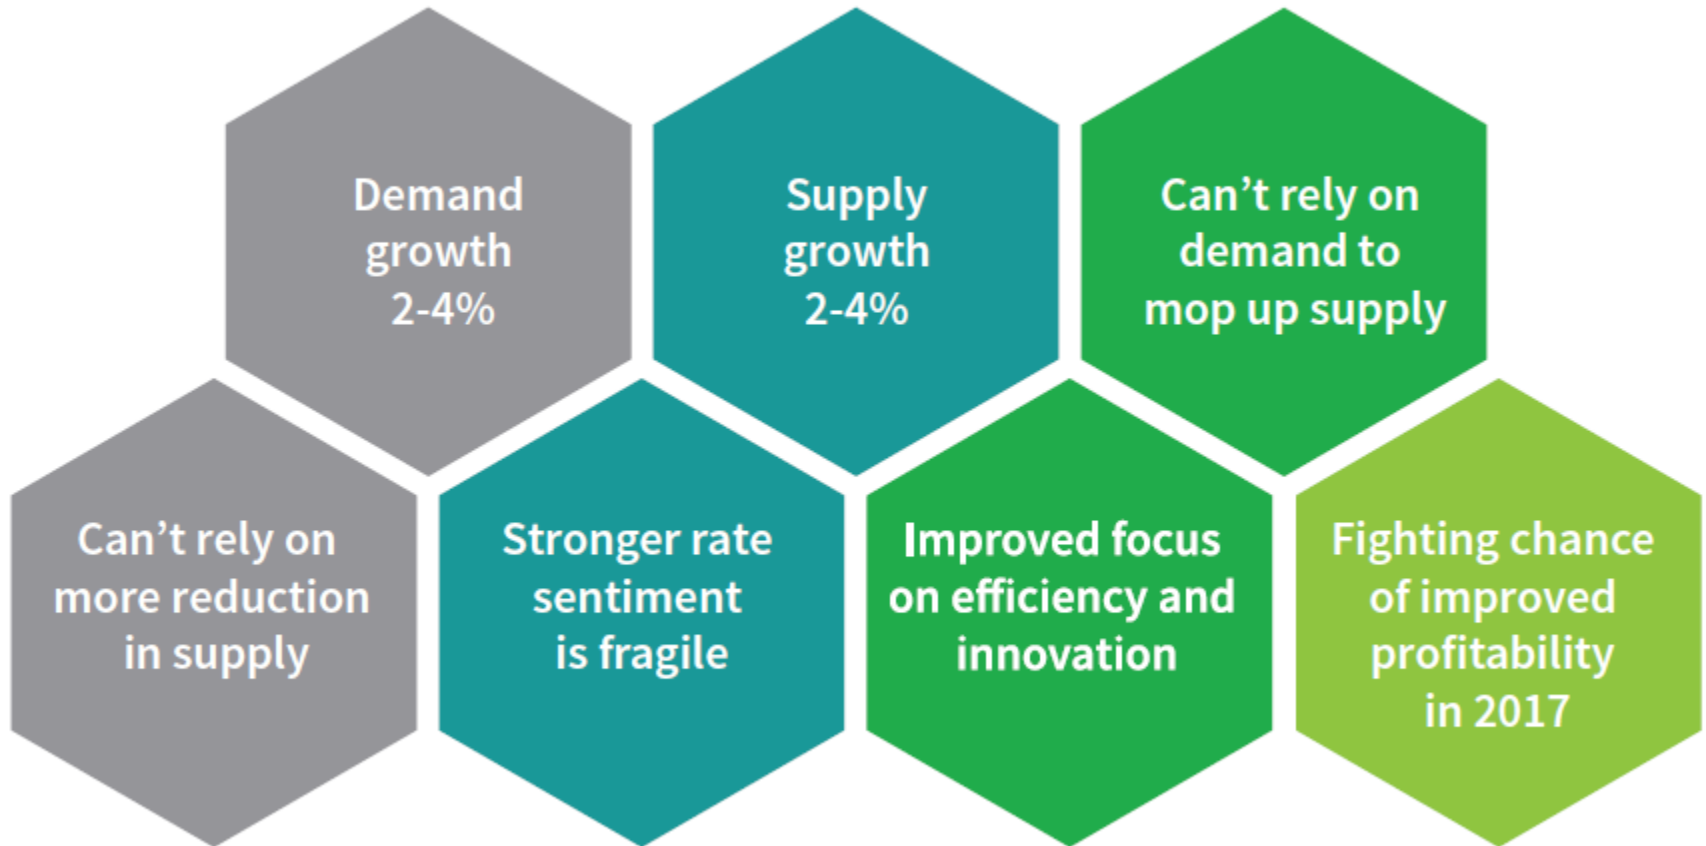 Demand
growth
2-4%
Supply
growth
2-4%
Can’t rely on
demand to
mop up supply
Can’t rely on
more reduction
in supply
Stronger rate
sentiment
is fragile
Improved focus
on efficiency and
innovation
Fighting chance
of improved
profitability
in 2017